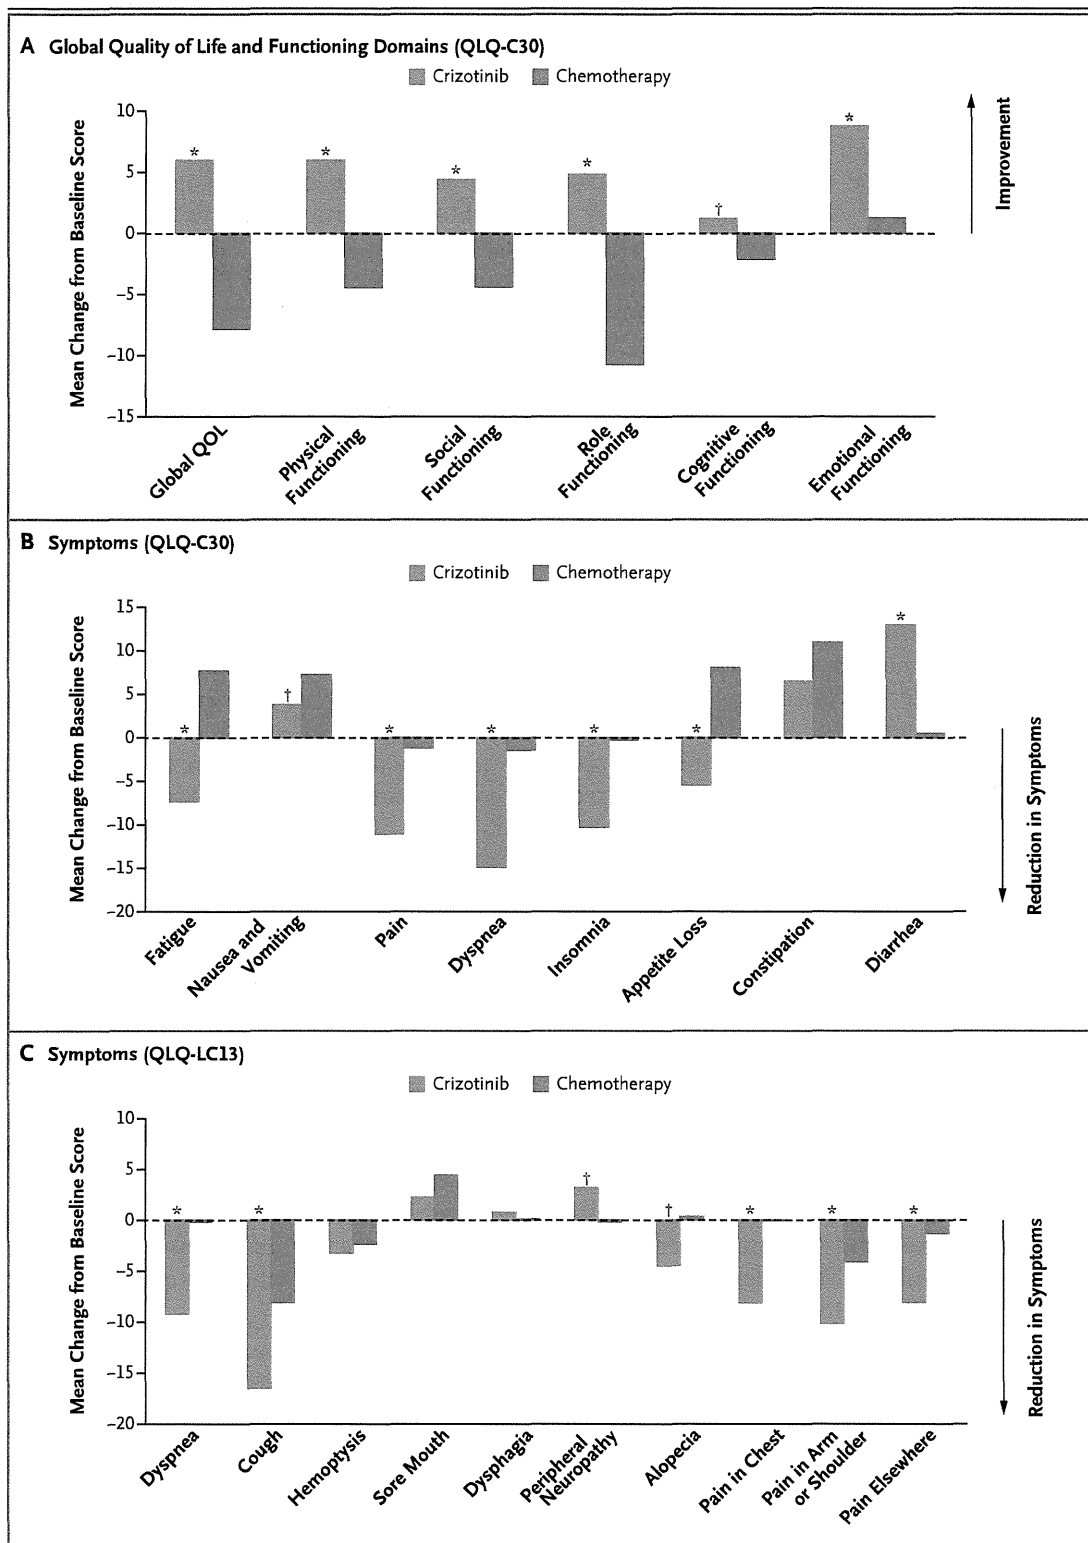 A Global Quality of Life and Functioning Domains (QLQ-C30)
Crizotinib Chemotherapy
Mean Change from Baseline Score
10
5
0
−5
−10
−15
* * * * † *
Improvement
Global QOL
Physical
Functioning
Social
Functioning
Role
Functioning
Cognitive
Functioning
Emotional
Functioning
B Symptoms (QLQ-C30)
Crizotinib Chemotherapy
Mean Change from Baseline Score
15
10
5
0
−5
−10
−15
−20
* † * * * * *
Reduction in Symptoms
Fatigue
Nausea and
Vomiting
Pain
Dyspnea
Insomnia
Appetite Loss
Constipation
Diarrhea
C Symptoms (QLQ-LC13)
Crizotinib Chemotherapy
Mean Change from Baseline Score
10
5
0
−5
−10
−15
−20
* * † † * * *
Reduction in Symptoms
Dyspnea
Cough
Hemoptysis
Sore Mouth
Dysphagia
Peripheral
Neuropathy
Alopecia
Pain in Chest
Pain in Arm
or Shoulder
Pain Elsewhere